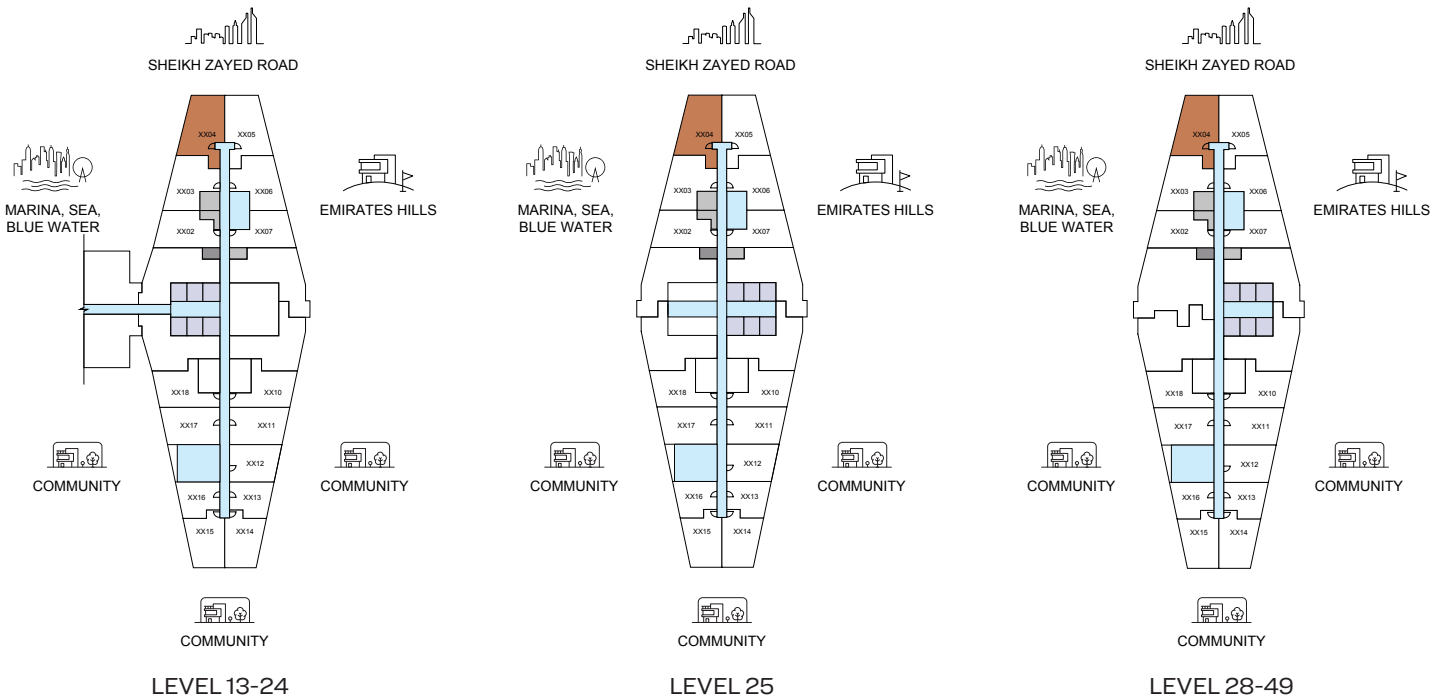 SHEIKH ZAYED ROAD
XX04
XX05
MARINA, SEA,
BLUE WATER
EMIRATES HILLS
XX03
XX06
XX02
XX07
XX18
XX10
XX17
XX11
XX12
COMMUNITY
COMMUNITY
XX16
XX13
XX15
XX14
COMMUNITY
LEVEL 13-24
SHEIKH ZAYED ROAD
XX04
XX05
MARINA, SEA,
BLUE WATER
EMIRATES HILLS
XX03
XX06
XX02
XX07
XX18
XX10
XX17
XX11
XX12
COMMUNITY
COMMUNITY
XX16
XX13
XX15
XX14
COMMUNITY
LEVEL 25
SHEIKH ZAYED ROAD
XX04
XX05
MARINA, SEA,
BLUE WATER
EMIRATES HILLS
XX03
XX06
XX02
XX07
XX18
XX10
XX17
XX11
XX12
COMMUNITY
COMMUNITY
XX16
XX13
XX15
XX14
COMMUNITY
LEVEL 28-49